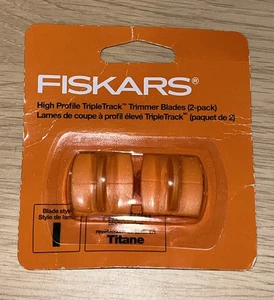 FISKARS®
High Profile TripleTrack™ Trimmer Blades (2-pack)
Lames de coupe à profil élevé TripleTrack™ (paquet de 2)
Blade style
Style de lame
Titane